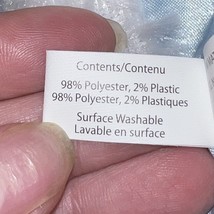 Contents/Contenu
98% Polyester, 2% Plastic
98% Polyester, 2% Plastiques
Surface Washable
Lavable en surface